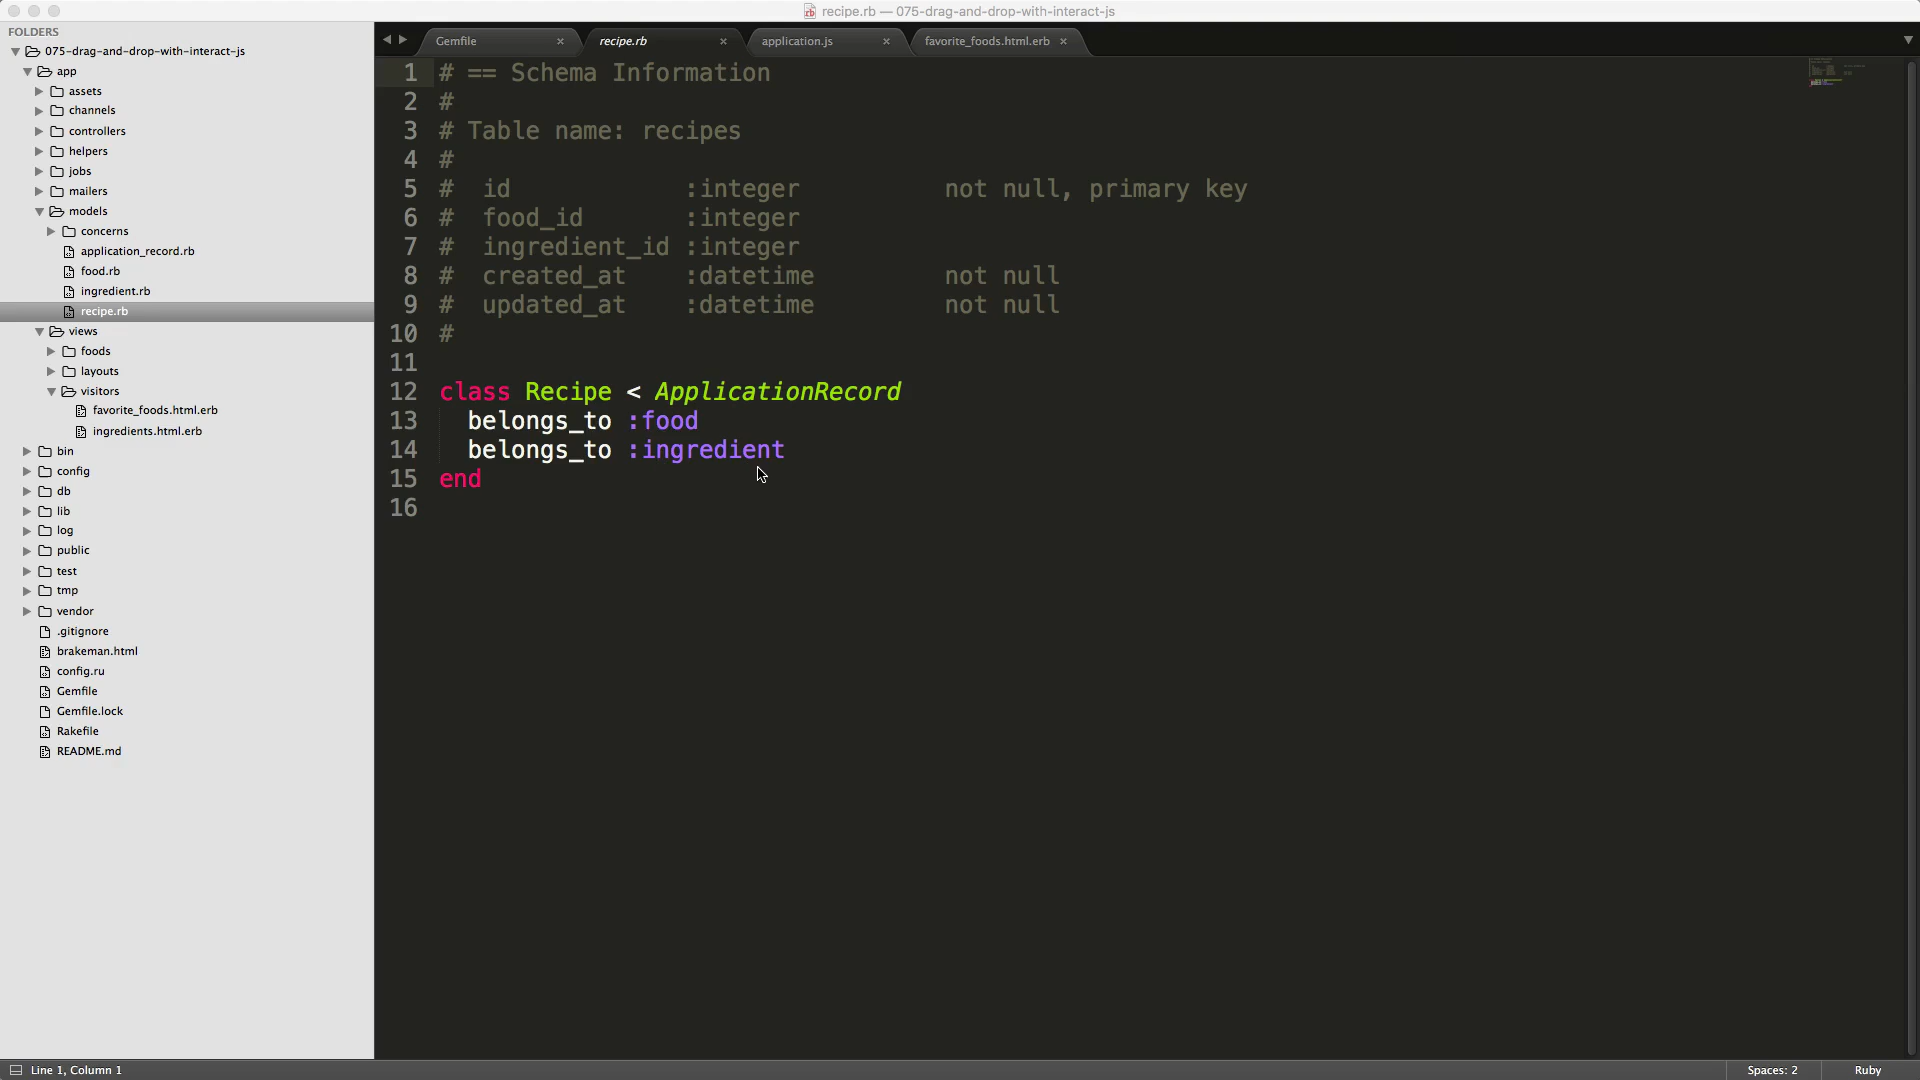 recipe.rb — 075-drag-and-drop-with-interact-js
FOLDERS
075-drag-and-drop-with-interact-js
app
assets
channels
controllers
helpers
jobs
mailers
models
concerns
application_record.rb
food.rb
ingredient.rb
recipe.rb
views
foods
layouts
visitors
favorite_foods.html.erb
ingredients.html.erb
bin
config
db
lib
log
public
test
tmp
vendor
.gitignore
brakeman.html
config.ru
Gemfile
Gemfile.lock
Rakefile
README.md
Gemfile × recipe.rb × application.js × favorite_foods.html.erb ×
1 # == Schema Information
2 #
3 # Table name: recipes
4 #
5 #  id            :integer          not null, primary key
6 #  food_id       :integer
7 #  ingredient_id :integer
8 #  created_at    :datetime         not null
9 #  updated_at    :datetime         not null
10 #
11
12 class Recipe < ApplicationRecord
13   belongs_to :food
14   belongs_to :ingredient
15 end
16
Line 1, Column 1 Spaces: 2 Ruby